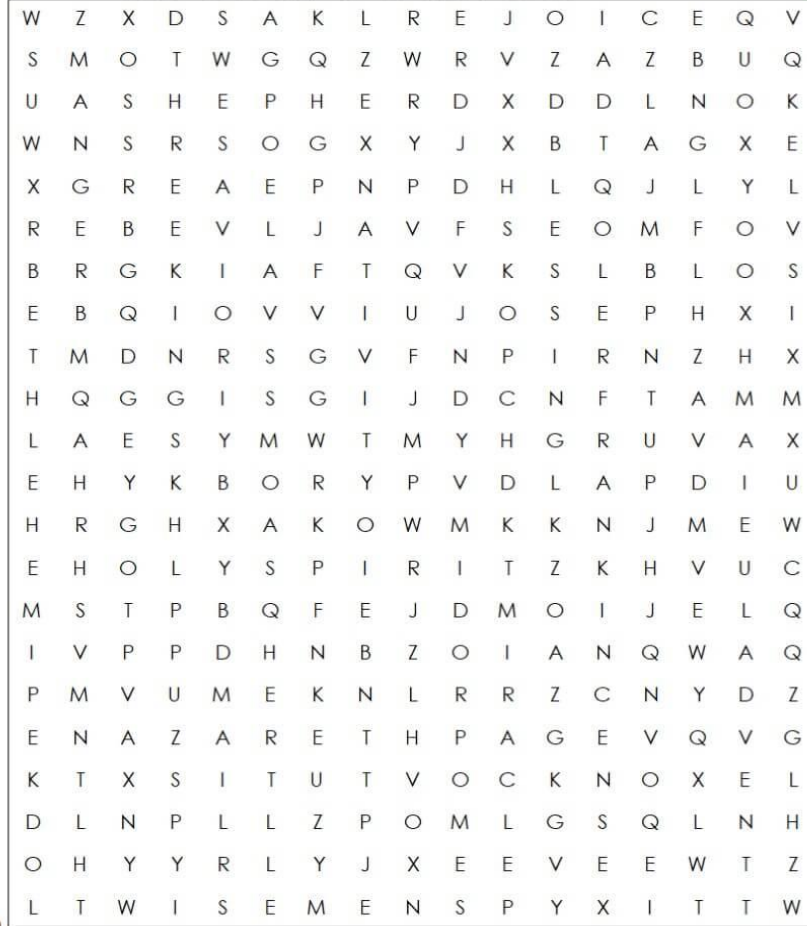 W Z X D S A K L R E J O I C E Q V
S M O T W G Q Z W R V Z A Z B U Q
U A S H E P H E R D X D D L N O K
W N S R S O G X Y J X B T A G X E
X G R E A E P N P D H L Q J L Y L
R E B E V L J A V F S E O M F O V
B R G K I A F T Q V K S L B L O S
E B Q I O V V I U J O S E P H X I
T M D N R S G V F N P I R N Z H X
H Q G G I S G I J D C N F T A M M
L A E S Y M W T M Y H G R U V A X
E H Y K B O R Y P V D L A P D I U
H R G H X A K O W M K K N J M E W
E H O L Y S P I R I T Z K H V U C
M S T P B Q F E J D M O I J E L Q
I V P P D H N B Z O I A N Q W A Q
P M V U M E K N L R R Z C N Y D Z
E N A Z A R E T H P A G E V Q V G
K T X S I T U T V O C K N O X E L
D L N P L L Z P O M L G S Q L N H
O H Y Y R L Y J X E E V E E W T Z
L T W I S E M E N S P Y X I T T W